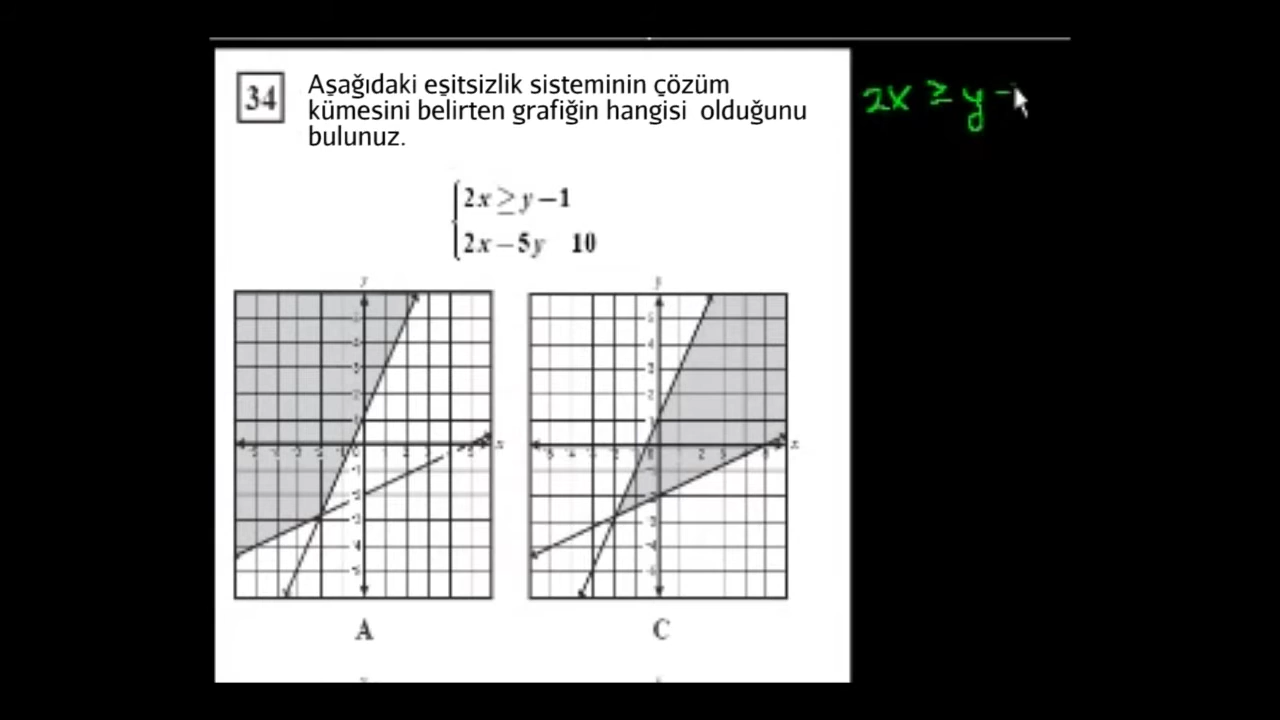 34
Aşağıdaki eşitsizlik sisteminin çözüm
kümesini belirten grafiğin hangisi olduğunu
bulunuz.
2x ≥ y − 1
2x − 5y 10
2x ≥ y -
y
y
x
x
A
C